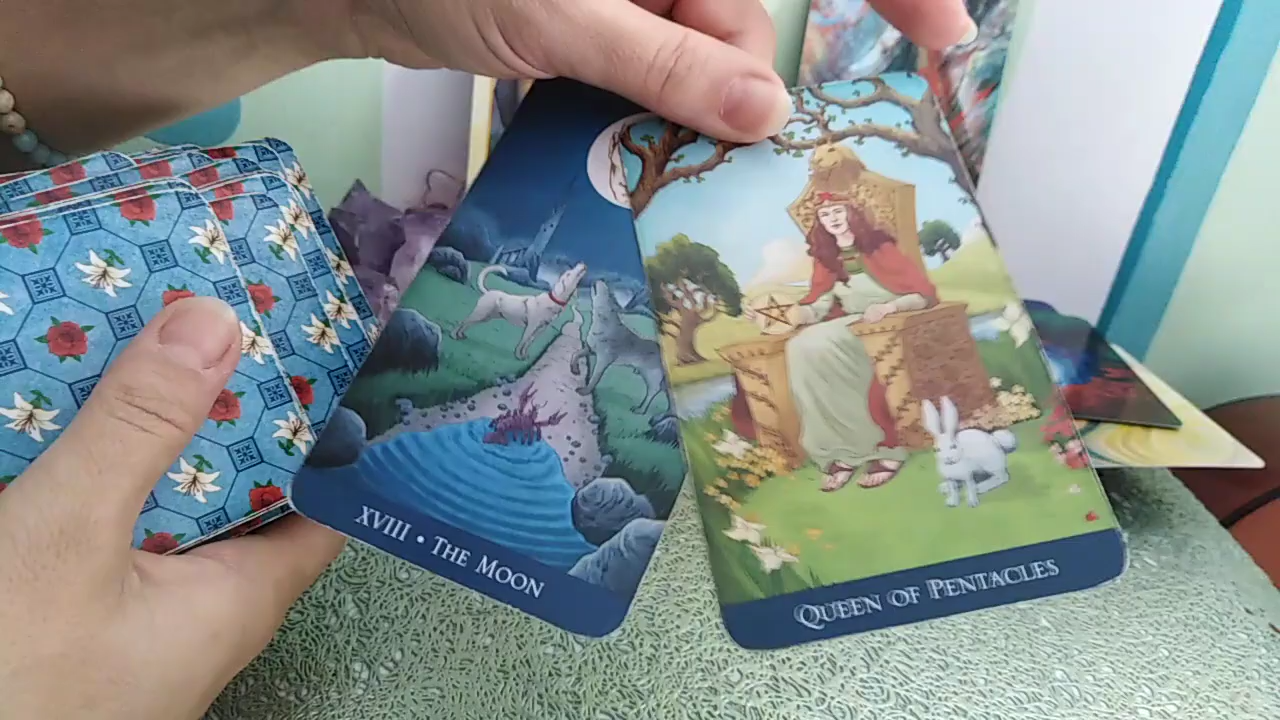 XVIII • THE MOON
QUEEN OF PENTACLES